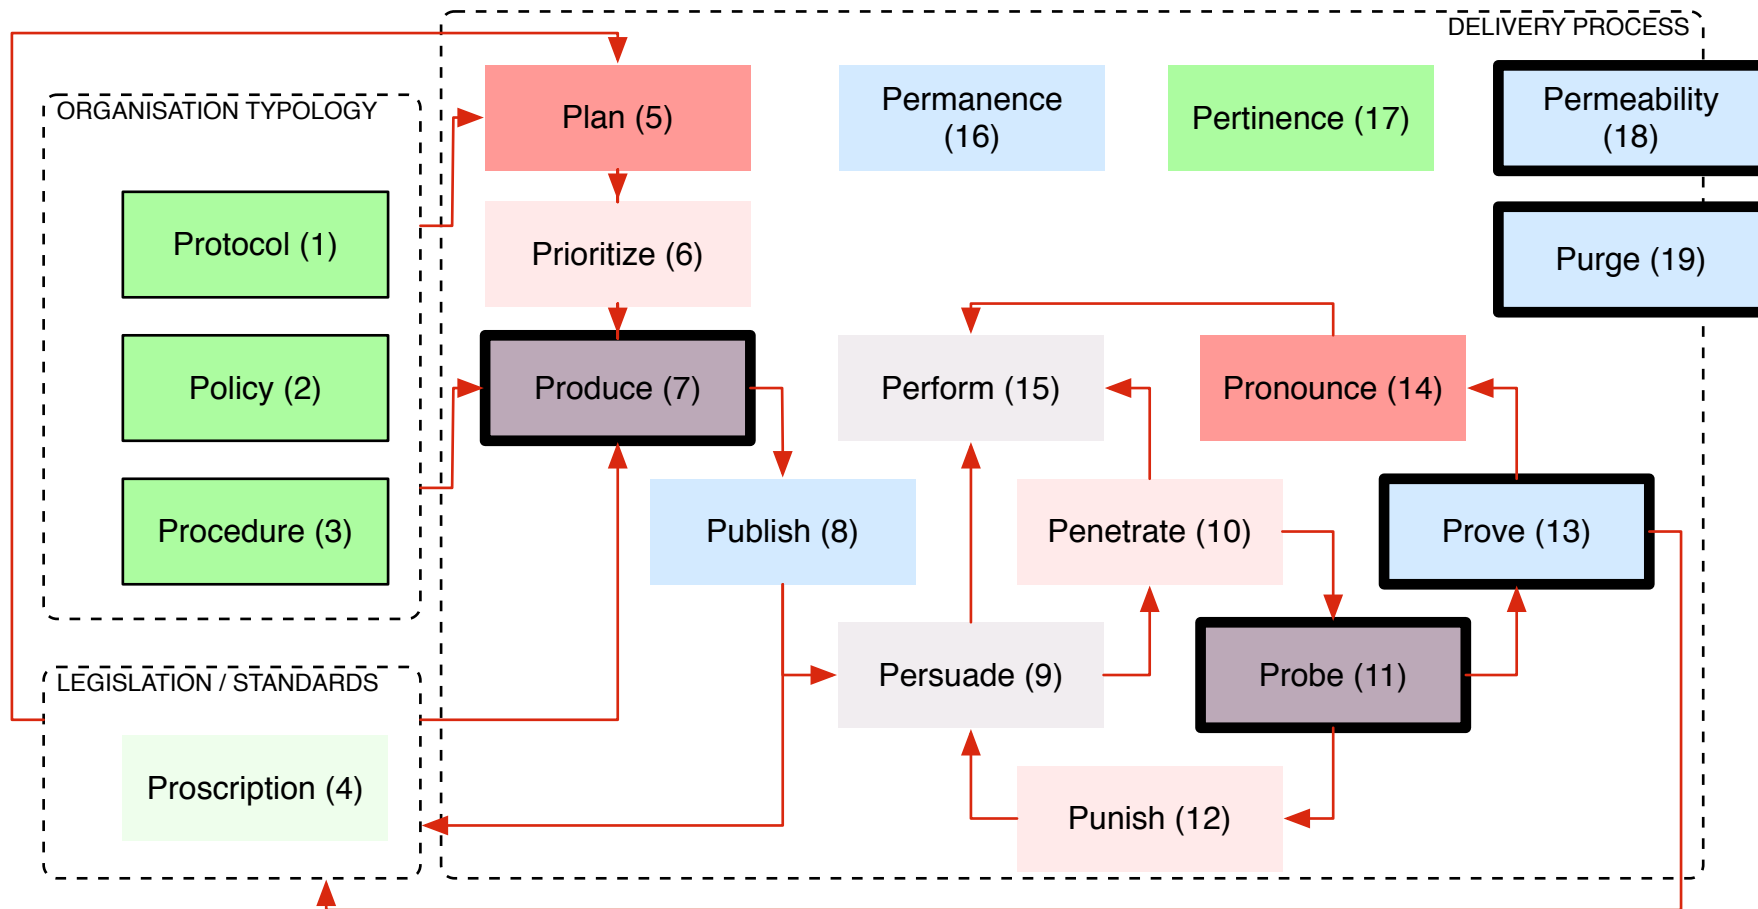 DELIVERY PROCESS
ORGANISATION TYPOLOGY
Plan (5)
Permanence
(16)
Pertinence (17)
Permeability
(18)
Protocol (1)
Prioritize (6)
Purge (19)
Policy (2)
Produce (7)
Perform (15)
Pronounce (14)
Procedure (3)
Publish (8)
Penetrate (10)
Prove (13)
LEGISLATION / STANDARDS
Persuade (9)
Probe (11)
Proscription (4)
Punish (12)